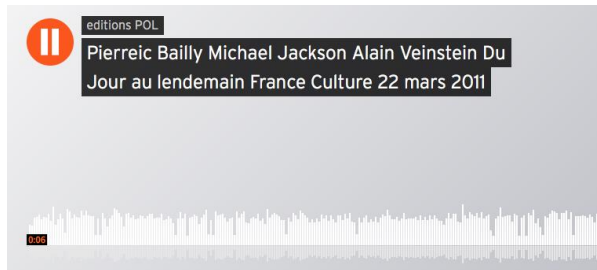 editions POL
Pierreic Bailly Michael Jackson Alain Veinstein Du
Jour au lendemain France Culture 22 mars 2011
0:06